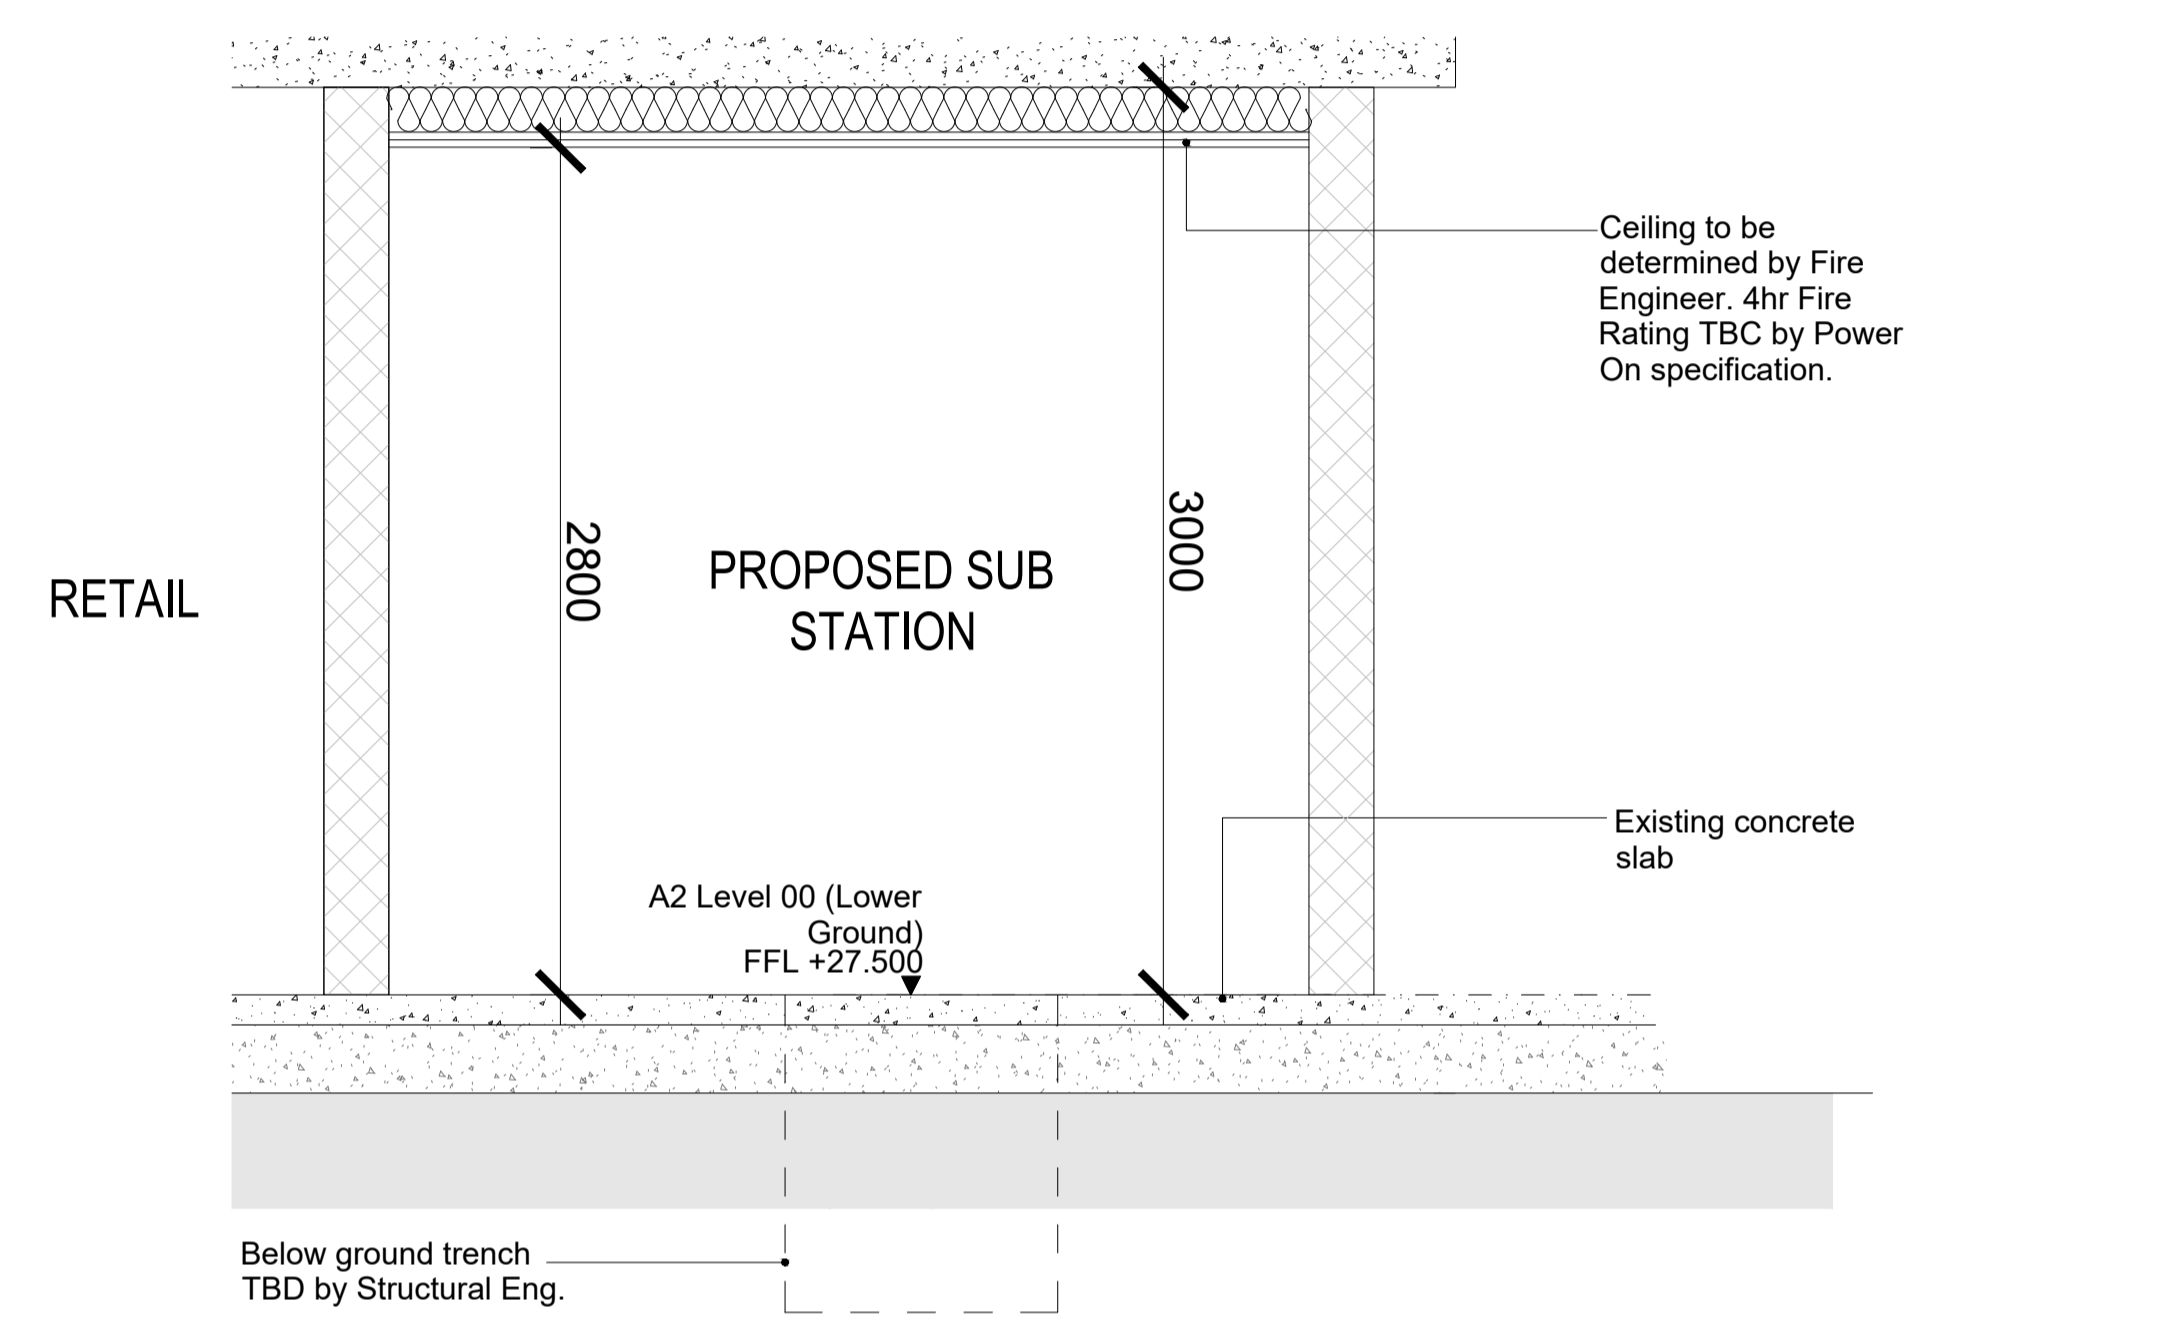 Ceiling to be
determined by Fire
Engineer. 4hr Fire
Rating TBC by Power
On specification.
3000
2800
PROPOSED SUB
STATION
RETAIL
Existing concrete
slab
A2 Level 00 (Lower
Ground)
FFL +27.500
Below ground trench
TBD by Structural Eng.